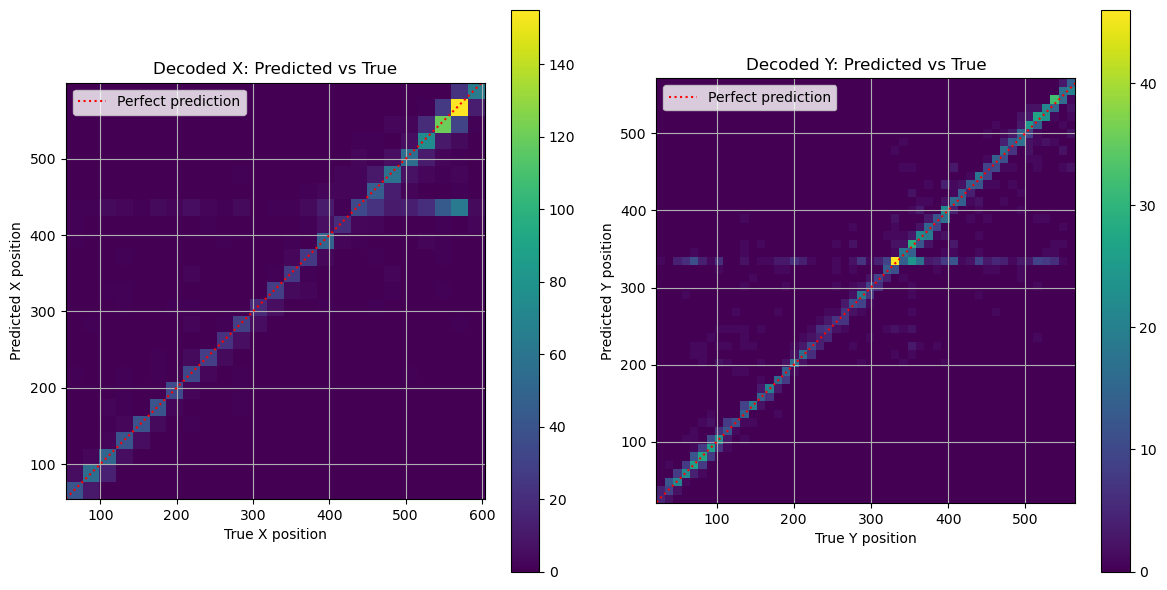 Decoded X: Predicted vs True
Perfect prediction
Predicted X position
500
400
300
200
100
100 200 300 400 500 600
True X position
140
120
100
80
60
40
20
0
Decoded Y: Predicted vs True
Perfect prediction
Predicted Y position
500
400
300
200
100
100 200 300 400 500
True Y position
40
30
20
10
0